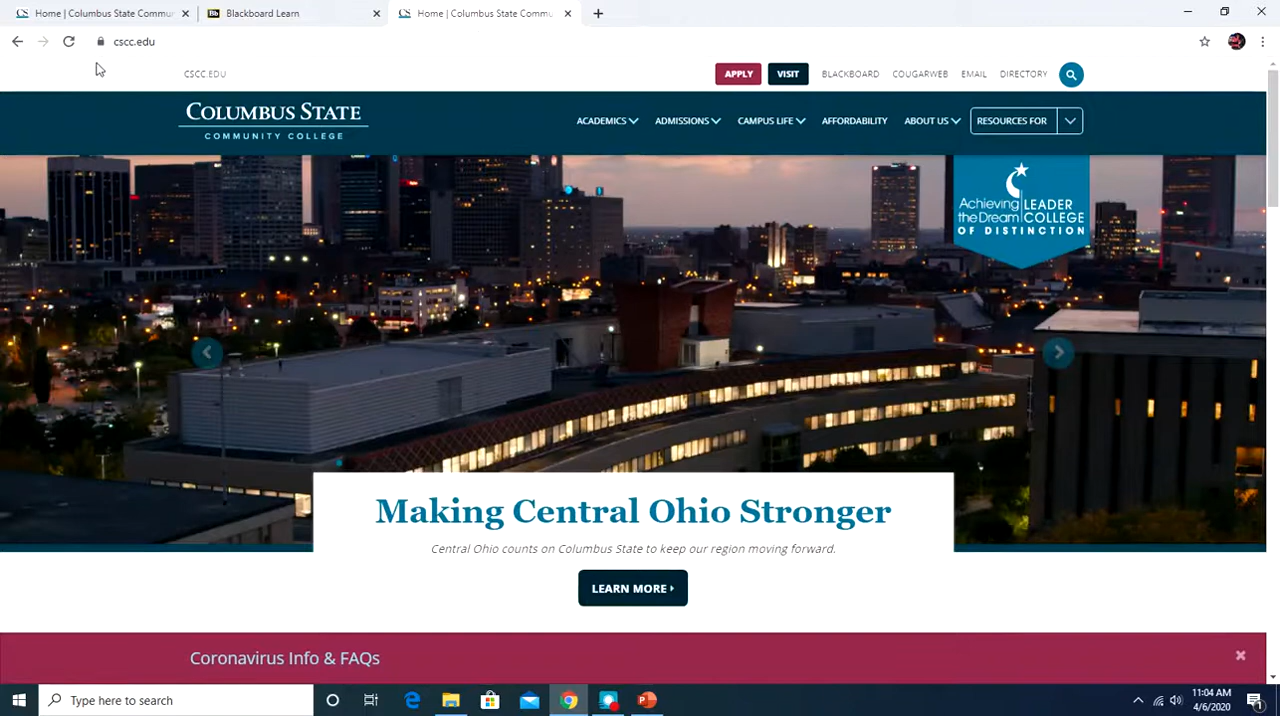 Home | Columbus State Commu
Blackboard Learn
Home | Columbus State Commu
cscc.edu
CSCC.EDU
APPLY
VISIT
BLACKBOARD
COUGARWEB
EMAIL
DIRECTORY
COLUMBUS STATE
COMMUNITY COLLEGE
ACADEMICS
ADMISSIONS
CAMPUS LIFE
AFFORDABILITY
ABOUT US
RESOURCES FOR
Achieving the Dream
LEADER COLLEGE
OF DISTINCTION
Making Central Ohio Stronger
Central Ohio counts on Columbus State to keep our region moving forward.
LEARN MORE
Coronavirus Info & FAQs
Type here to search
11:04 AM
4/6/2020